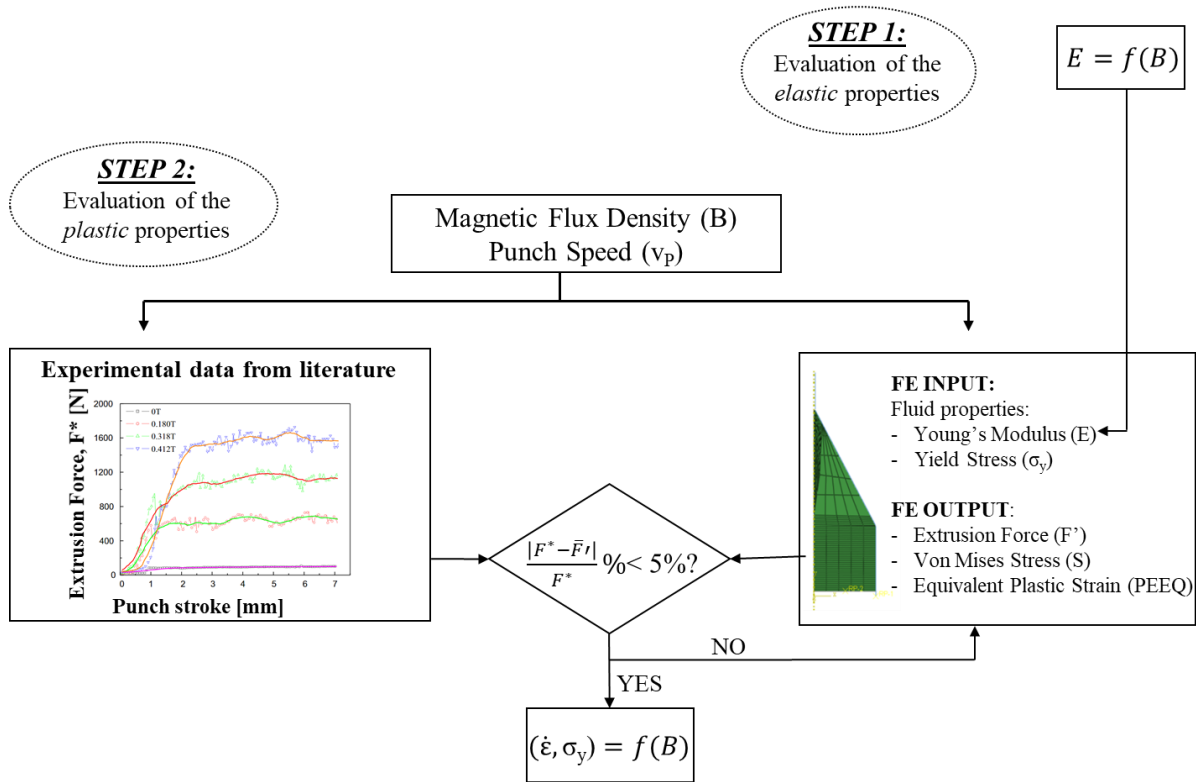 STEP 1:
Evaluation of the
elastic properties
E = f(B)
STEP 2:
Evaluation of the
plastic properties
Magnetic Flux Density (B)
Punch Speed (vₚ)
Experimental data from literature
Extrusion Force, F* [N]
2000
1600
1200
800
400
0
0T
0.180T
0.318T
0.412T
0 1 2 3 4 5 6 7
Punch stroke [mm]
FE INPUT:
Fluid properties:
- Young's Modulus (E)
- Yield Stress (σy)
FE OUTPUT:
- Extrusion Force (F')
- Von Mises Stress (S)
- Equivalent Plastic Strain (PEEQ)
|F*−F̄′|/F* %< 5%?
NO
YES
(ε̇, σy) = f(B)